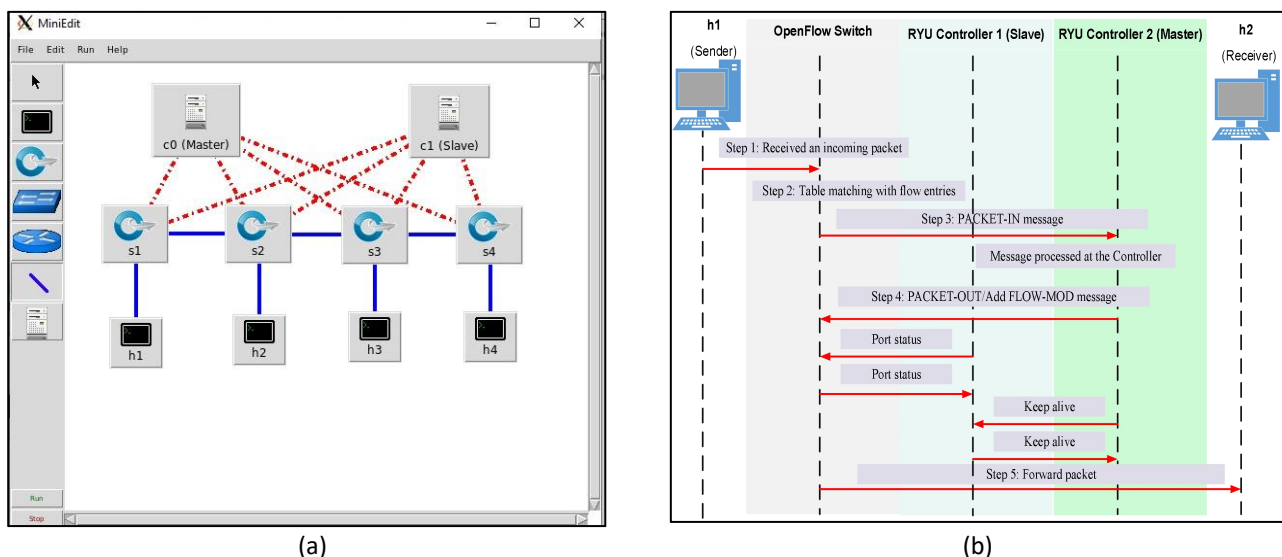 MiniEdit
File Edit Run Help
c0 (Master)
c1 (Slave)
s1
s2
s3
s4
h1
h2
h3
h4
Run
Stop
(a)
h1
(Sender)
OpenFlow Switch
RYU Controller 1 (Slave)
RYU Controller 2 (Master)
h2
(Receiver)
Step 1: Received an incoming packet
Step 2: Table matching with flow entries
Step 3: PACKET-IN message
Message processed at the Controller
Step 4: PACKET-OUT/Add FLOW-MOD message
Port status
Port status
Keep alive
Keep alive
Step 5: Forward packet
(b)